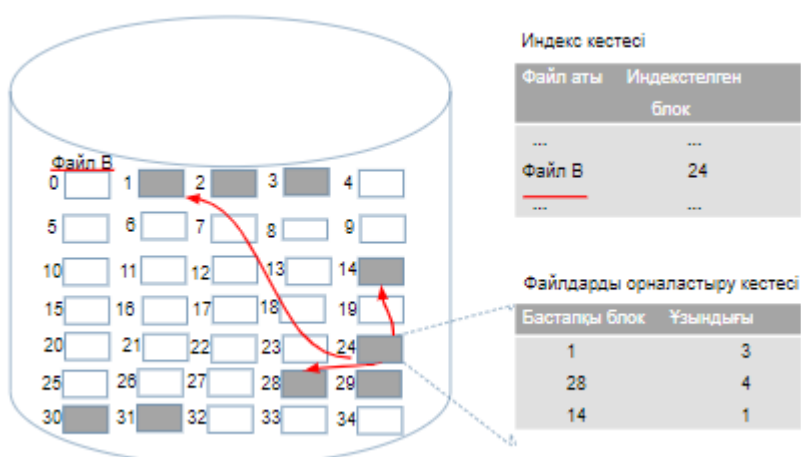 Индекс кестесі
Файл аты Индекстелген
блок
... ...
Файл В 24
... ...
Файл В
0 1 2 3 4
5 6 7 8 9
10 11 12 13 14
15 16 17 18 19
20 21 22 23 24
25 26 27 28 29
30 31 32 33 34
Файлдарды орналастыру кестесі
Бастапқы блок Ұзындығы
1 3
28 4
14 1